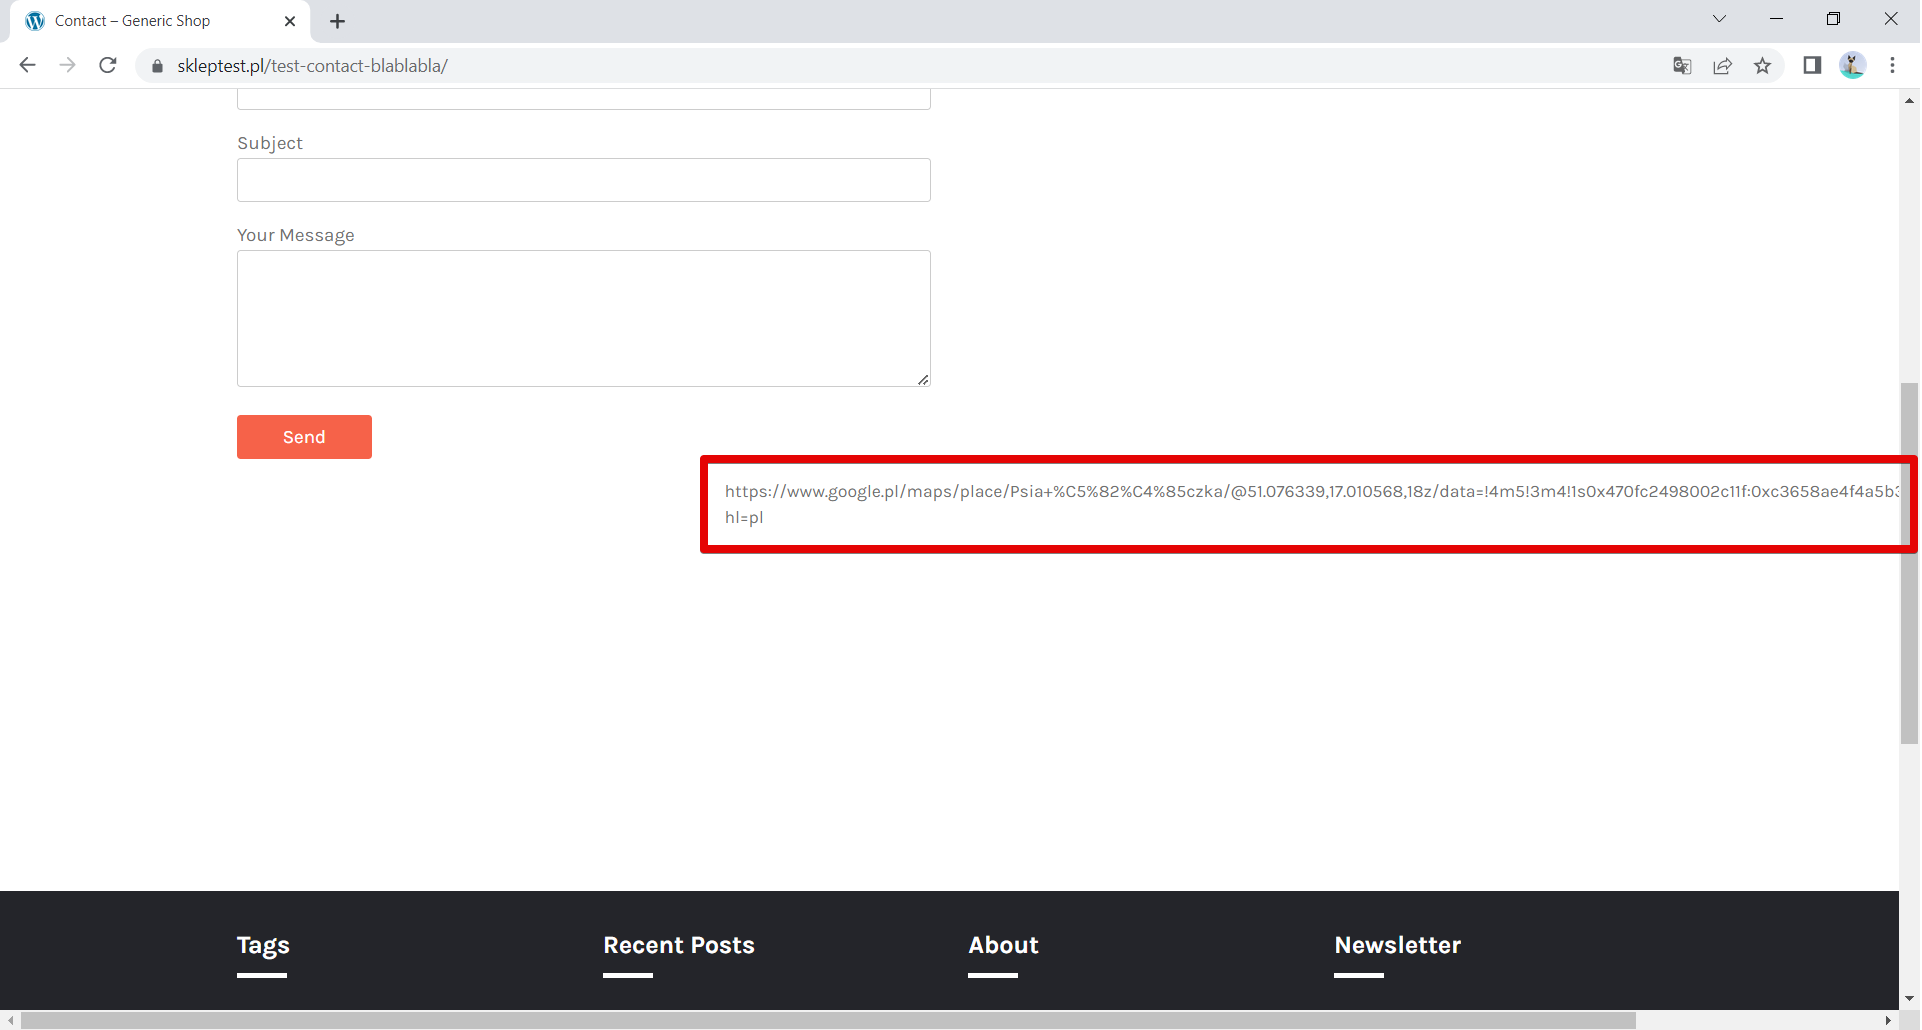 Contact – Generic Shop
skleptest.pl/test-contact-blablabla/
Subject
Your Message
Send
https://www.google.pl/maps/place/Psia+%C5%82%C4%85czka/@51.076339,17.010568,18z/data=!4m5!3m4!1s0x470fc2498002c11f:0xc3658ae4f4a5b3
hl=pl
Tags
Recent Posts
About
Newsletter